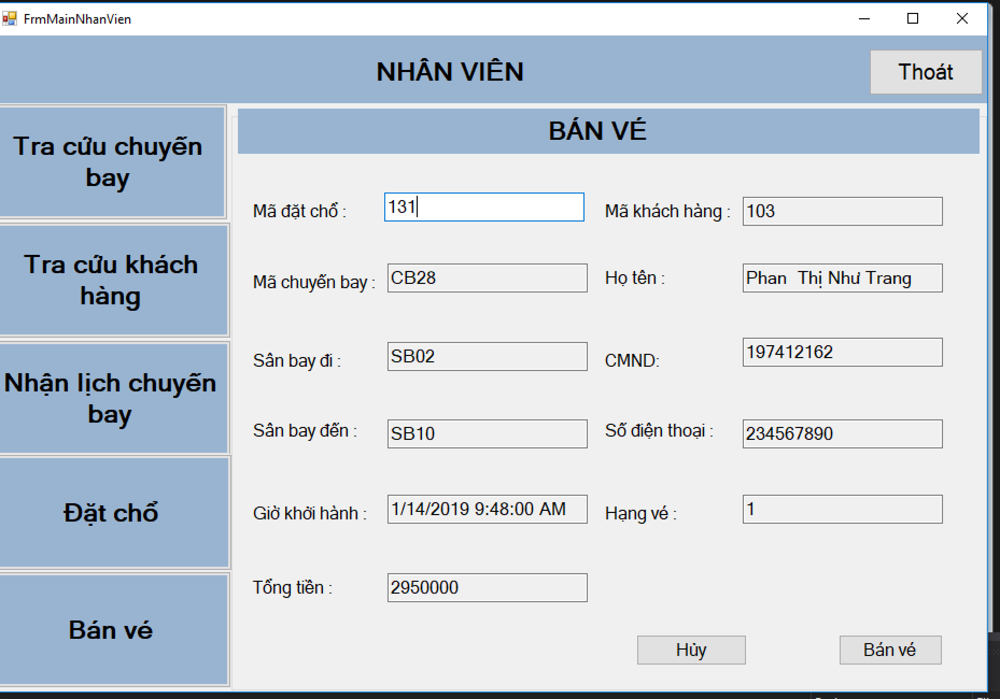 FrmMainNhanVien
NHÂN VIÊN
Thoát
Tra cứu chuyến
bay
Tra cứu khách
hàng
Nhận lịch chuyến
bay
Đặt chổ
Bán vé
BÁN VÉ
Mã đặt chổ : 131
Mã khách hàng : 103
Mã chuyến bay : CB28
Họ tên : Phan  Thị Như Trang
Sân bay đi : SB02
CMND: 197412162
Sân bay đến : SB10
Số điện thoại : 234567890
Giờ khởi hành : 1/14/2019 9:48:00 AM
Hạng vé : 1
Tổng tiền : 2950000
Hủy
Bán vé